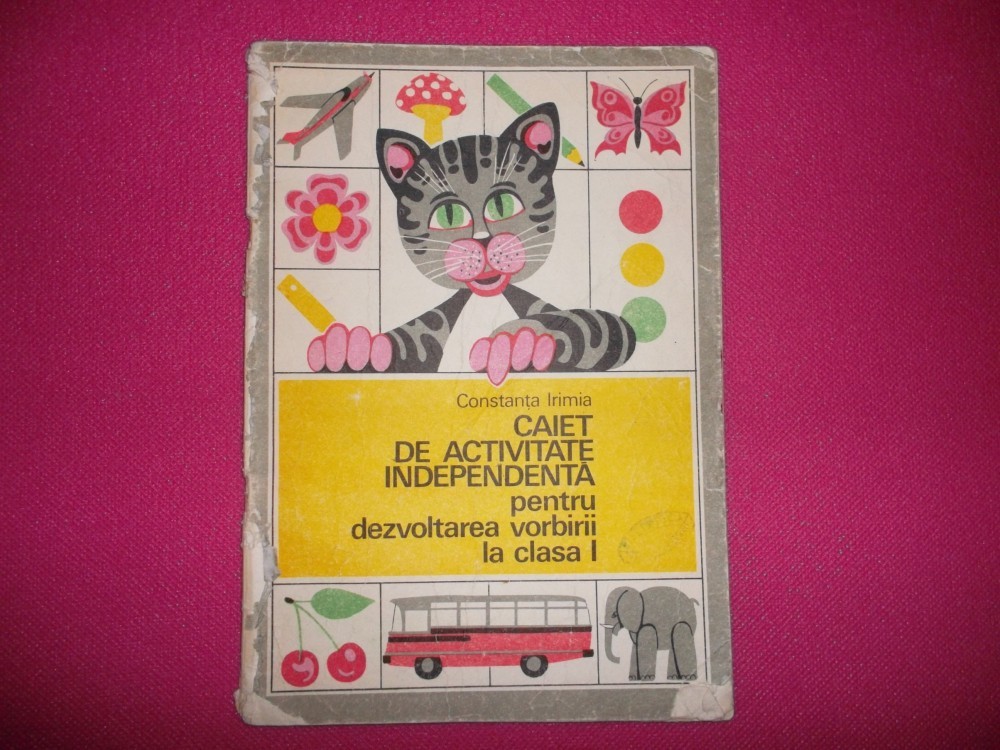 Constanța Irimia
CAIET
DE ACTIVITATE
INDEPENDENTĂ
pentru
dezvoltarea vorbirii
la clasa I